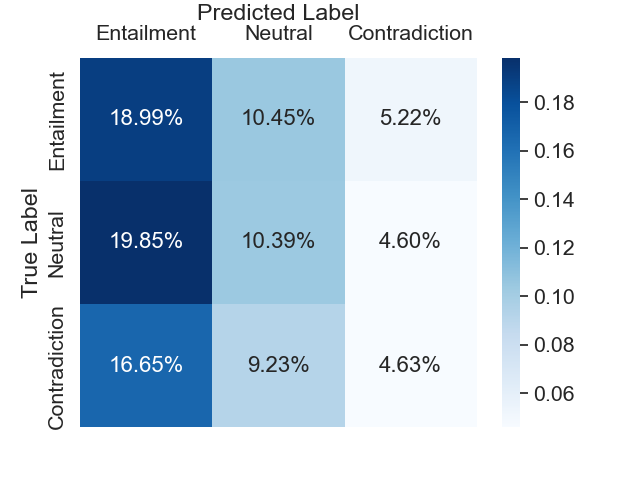 Predicted Label
Entailment Neutral Contradiction
True Label
Entailment
Neutral
Contradiction
18.99% 10.45% 5.22%
19.85% 10.39% 4.60%
16.65% 9.23% 4.63%
0.18
0.16
0.14
0.12
0.10
0.08
0.06